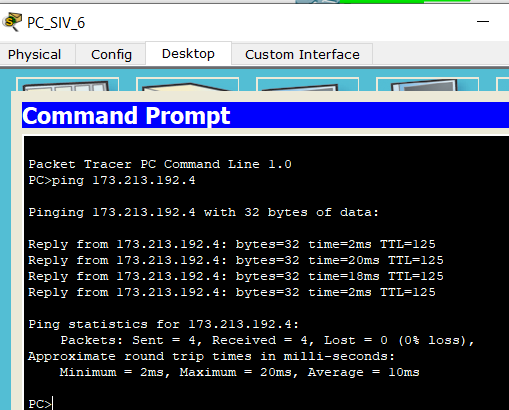 PC_SIV_6
Physical Config Desktop Custom Interface
Command Prompt
Packet Tracer PC Command Line 1.0
PC>ping 173.213.192.4
Pinging 173.213.192.4 with 32 bytes of data:
Reply from 173.213.192.4: bytes=32 time=2ms TTL=125
Reply from 173.213.192.4: bytes=32 time=20ms TTL=125
Reply from 173.213.192.4: bytes=32 time=18ms TTL=125
Reply from 173.213.192.4: bytes=32 time=2ms TTL=125
Ping statistics for 173.213.192.4:
Packets: Sent = 4, Received = 4, Lost = 0 (0% loss),
Approximate round trip times in milli-seconds:
Minimum = 2ms, Maximum = 20ms, Average = 10ms
PC>